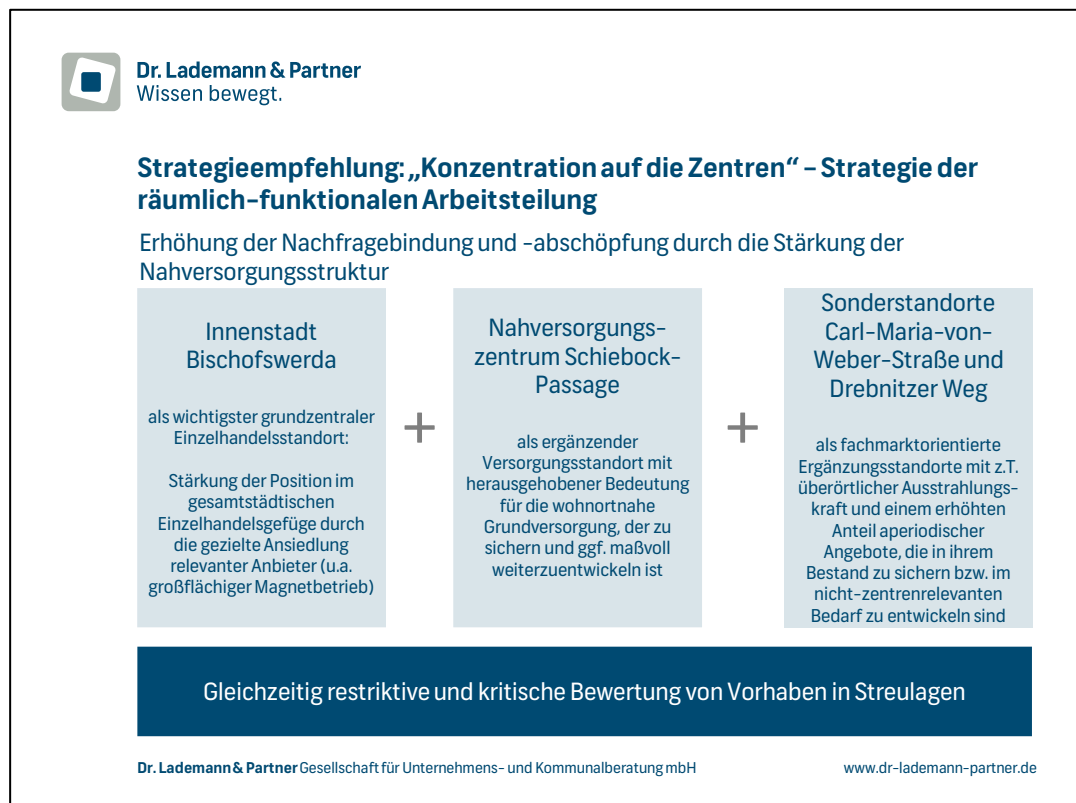 Dr. Lademann & Partner
Wissen bewegt.
Strategieempfehlung: „Konzentration auf die Zentren“ – Strategie der
räumlich-funktionalen Arbeitsteilung
Erhöhung der Nachfragebindung und -abschöpfung durch die Stärkung der
Nahversorgungsstruktur
Innenstadt
Bischofswerda
als wichtigster grundzentraler
Einzelhandelsstandort:
Stärkung der Position im
gesamtstädtischen
Einzelhandelsgefüge durch
die gezielte Ansiedlung
relevanter Anbieter (u.a.
großflächiger Magnetbetrieb)
+
Nahversorgungs-
zentrum Schiebock-
Passage
als ergänzender
Versorgungsstandort mit
herausgehobener Bedeutung
für die wohnortnahe
Grundversorgung, der zu
sichern und ggf. maßvoll
weiterzuentwickeln ist
+
Sonderstandorte
Carl-Maria-von-
Weber-Straße und
Drebnitzer Weg
als fachmarktorientierte
Ergänzungsstandorte mit z.T.
überörtlicher Ausstrahlungs-
kraft und einem erhöhten
Anteil aperiodischer
Angebote, die in ihrem
Bestand zu sichern bzw. im
nicht-zentrenrelevanten
Bedarf zu entwickeln sind
Gleichzeitig restriktive und kritische Bewertung von Vorhaben in Streulagen
Dr. Lademann & Partner Gesellschaft für Unternehmens- und Kommunalberatung mbH
www.dr-lademann-partner.de